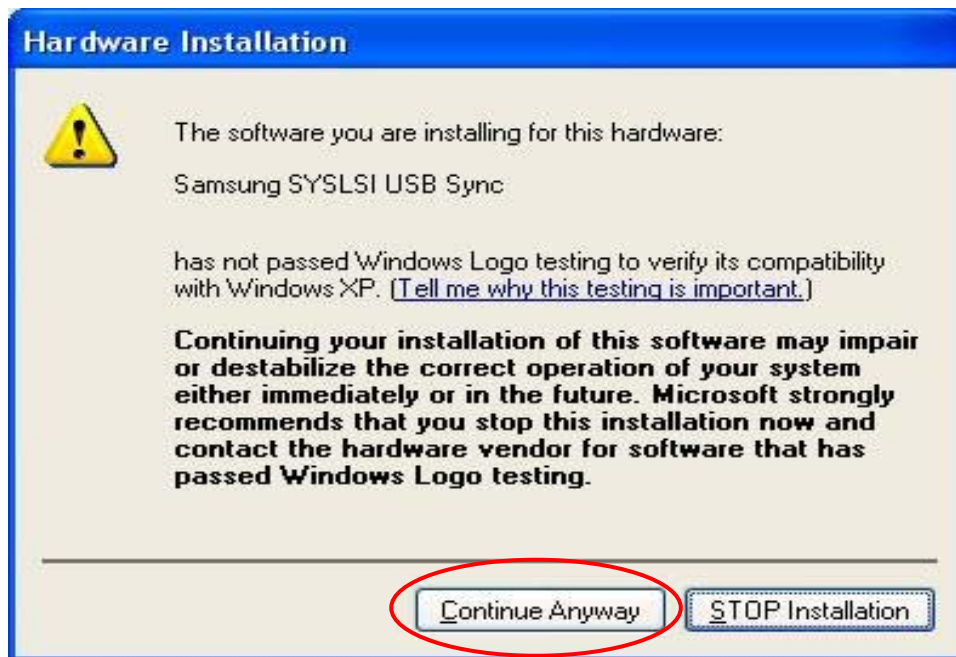 Hardware Installation
The software you are installing for this hardware:
Samsung SYSLSI USB Sync
has not passed Windows Logo testing to verify its compatibility
with Windows XP. (Tell me why this testing is important.)
Continuing your installation of this software may impair
or destabilize the correct operation of your system
either immediately or in the future. Microsoft strongly
recommends that you stop this installation now and
contact the hardware vendor for software that has
passed Windows Logo testing.
Continue Anyway
STOP Installation